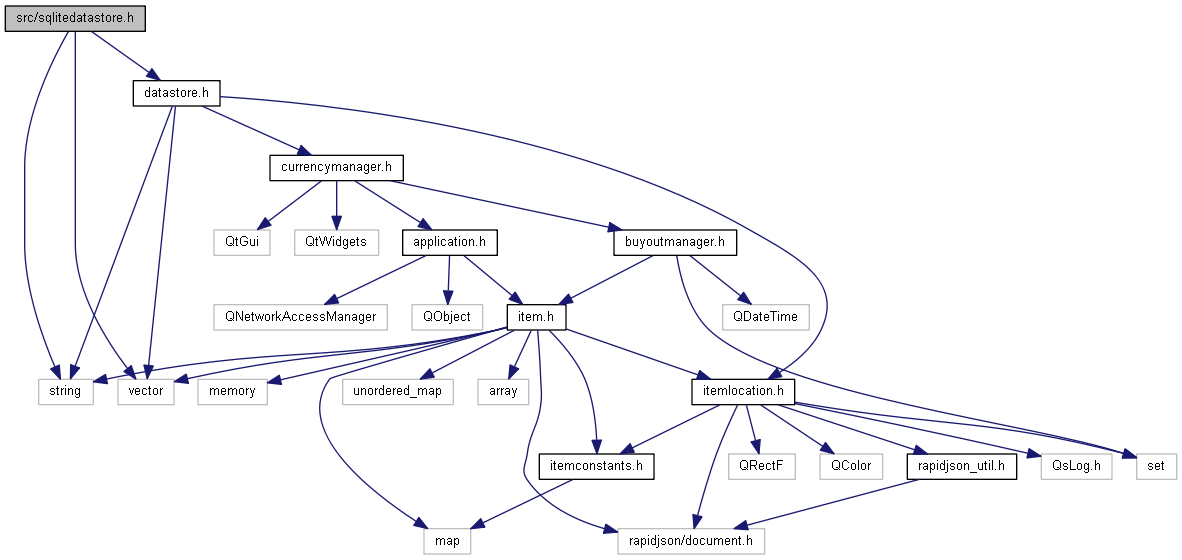 src/sqlitedatastore.h
datastore.h
currencymanager.h
QtGui
QtWidgets
application.h
buyoutmanager.h
QNetworkAccessManager
QObject
item.h
QDateTime
string
vector
memory
unordered_map
array
itemlocation.h
itemconstants.h
QRectF
QColor
rapidjson_util.h
QsLog.h
set
map
rapidjson/document.h